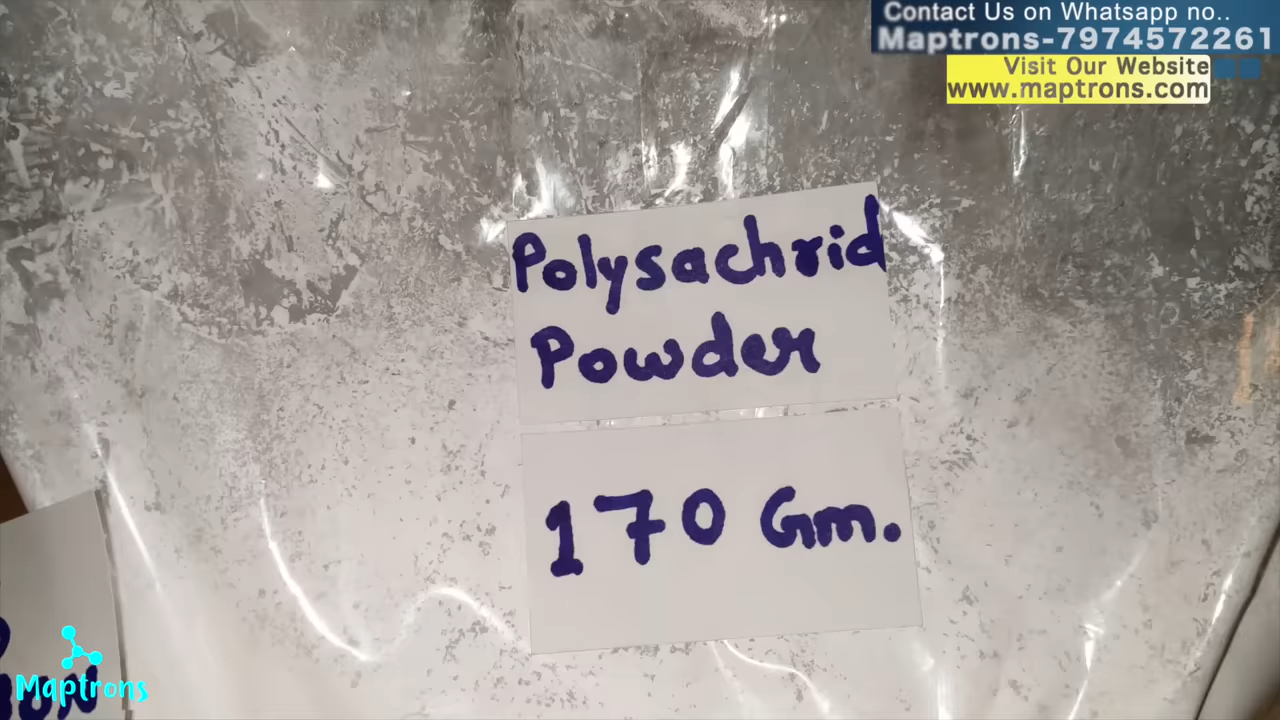 Contact Us on Whatsapp no..
Maptrons-7974572261
Visit Our Website
www.maptrons.com
Polysachrid
Powder
170 Gm.
Maptrons